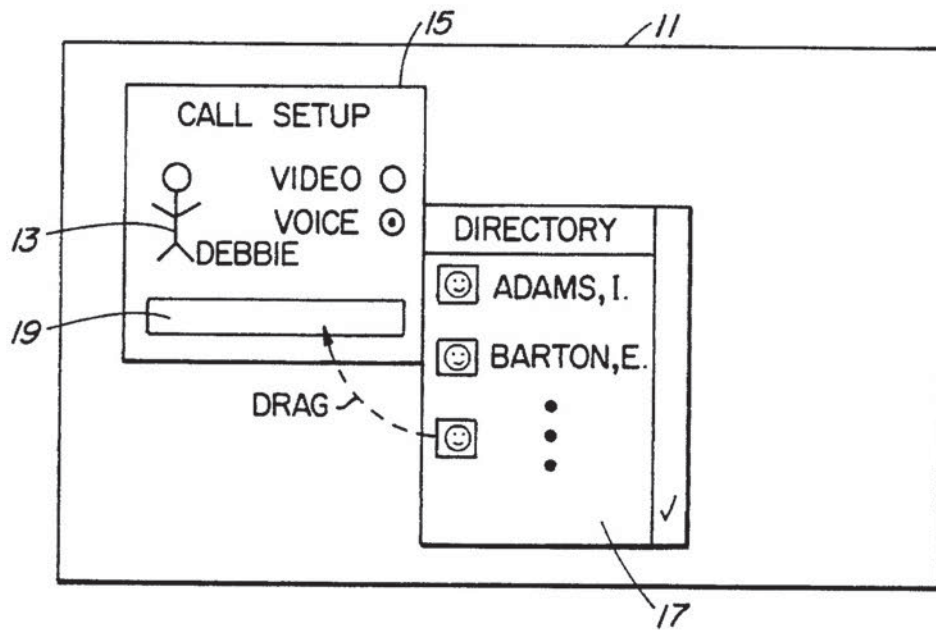 15
11
CALL SETUP
VIDEO
VOICE
13
DEBBIE
DIRECTORY
ADAMS, I.
19
BARTON, E.
DRAG
17